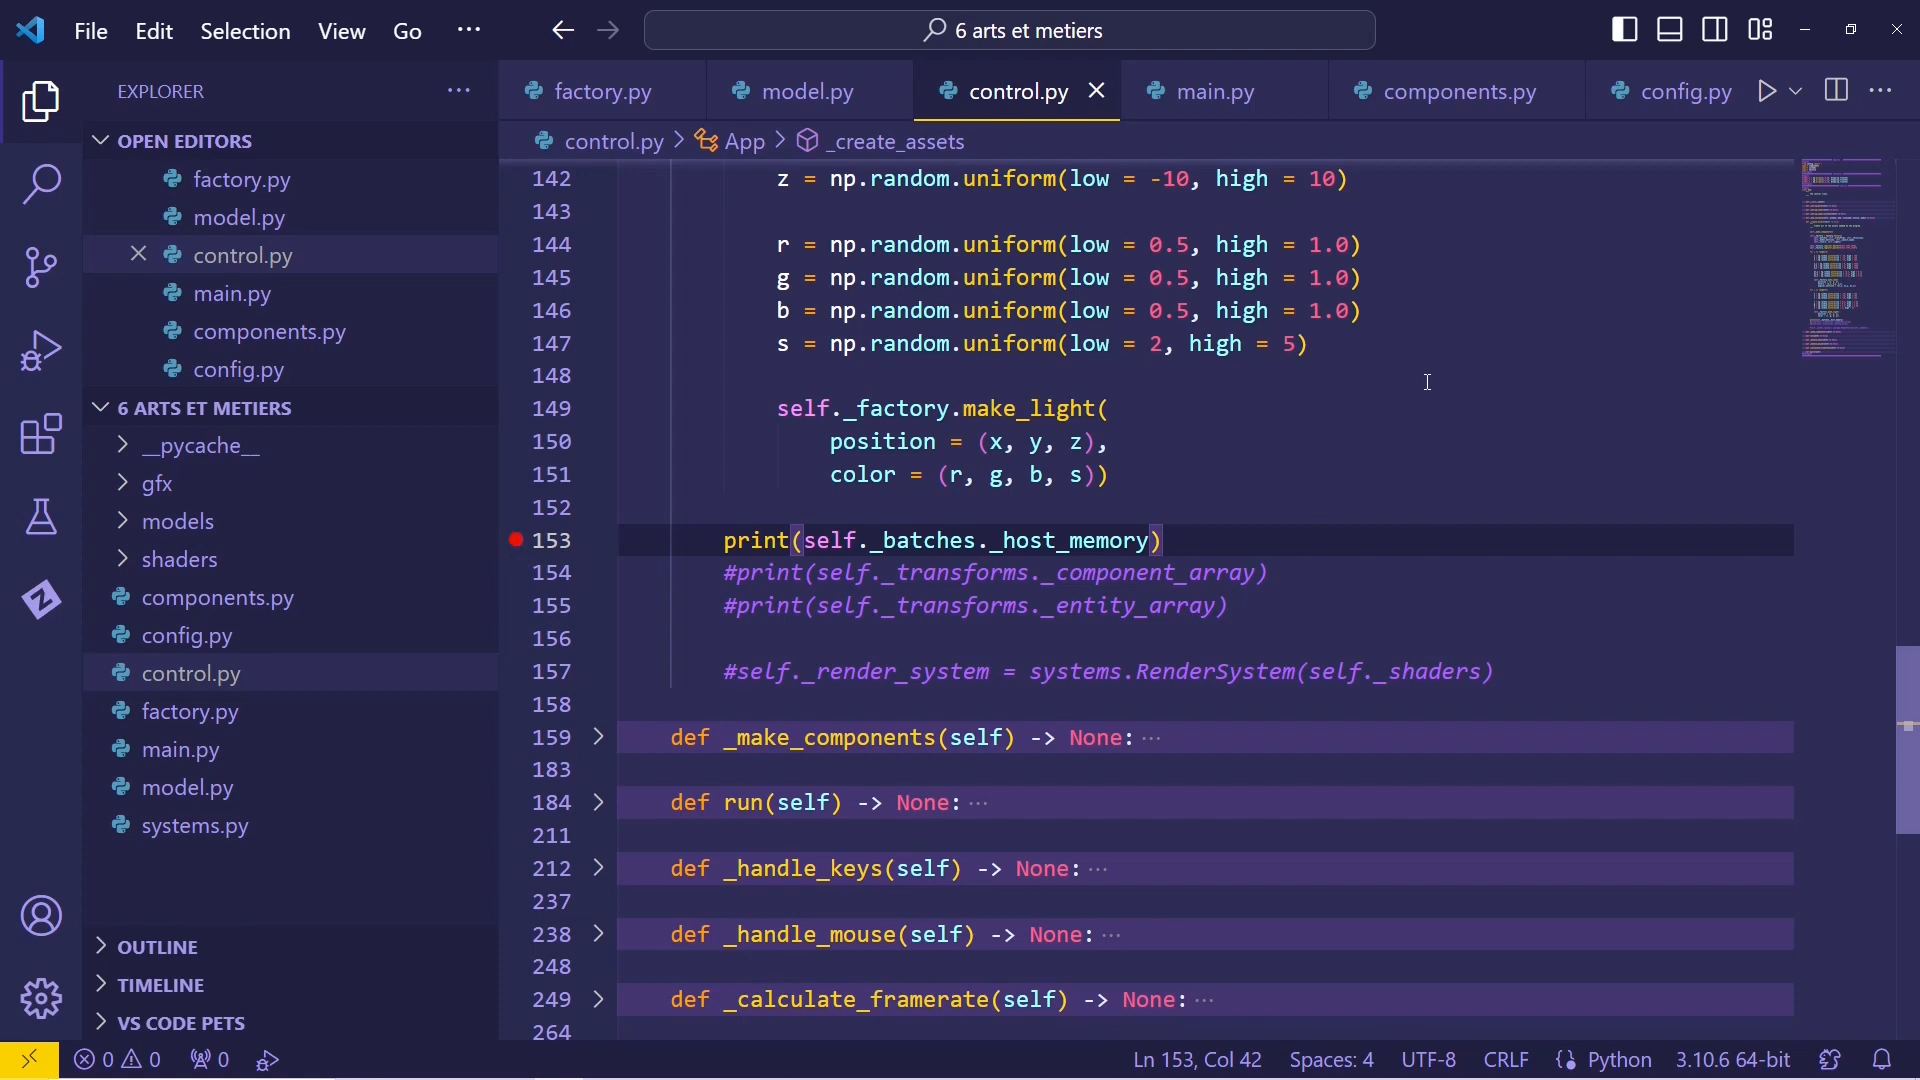 File Edit Selection View Go ···
6 arts et metiers
EXPLORER ···
factory.py model.py control.py main.py components.py config.py
OPEN EDITORS
factory.py
model.py
control.py
main.py
components.py
config.py
6 ARTS ET METIERS
__pycache__
gfx
models
shaders
components.py
config.py
control.py
factory.py
main.py
model.py
systems.py
OUTLINE
TIMELINE
VS CODE PETS
control.py > App > _create_assets
142 z = np.random.uniform(low = -10, high = 10)
143
144 r = np.random.uniform(low = 0.5, high = 1.0)
145 g = np.random.uniform(low = 0.5, high = 1.0)
146 b = np.random.uniform(low = 0.5, high = 1.0)
147 s = np.random.uniform(low = 2, high = 5)
148
149 self._factory.make_light(
150 position = (x, y, z),
151 color = (r, g, b, s))
152
153 print(self._batches._host_memory)
154 #print(self._transforms._component_array)
155 #print(self._transforms._entity_array)
156
157 #self._render_system = systems.RenderSystem(self._shaders)
158
159 def _make_components(self) -> None: ···
183
184 def run(self) -> None: ···
211
212 def _handle_keys(self) -> None: ···
237
238 def _handle_mouse(self) -> None: ···
248
249 def _calculate_framerate(self) -> None: ···
264
0 0 0 Ln 153, Col 42 Spaces: 4 UTF-8 CRLF Python 3.10.6 64-bit